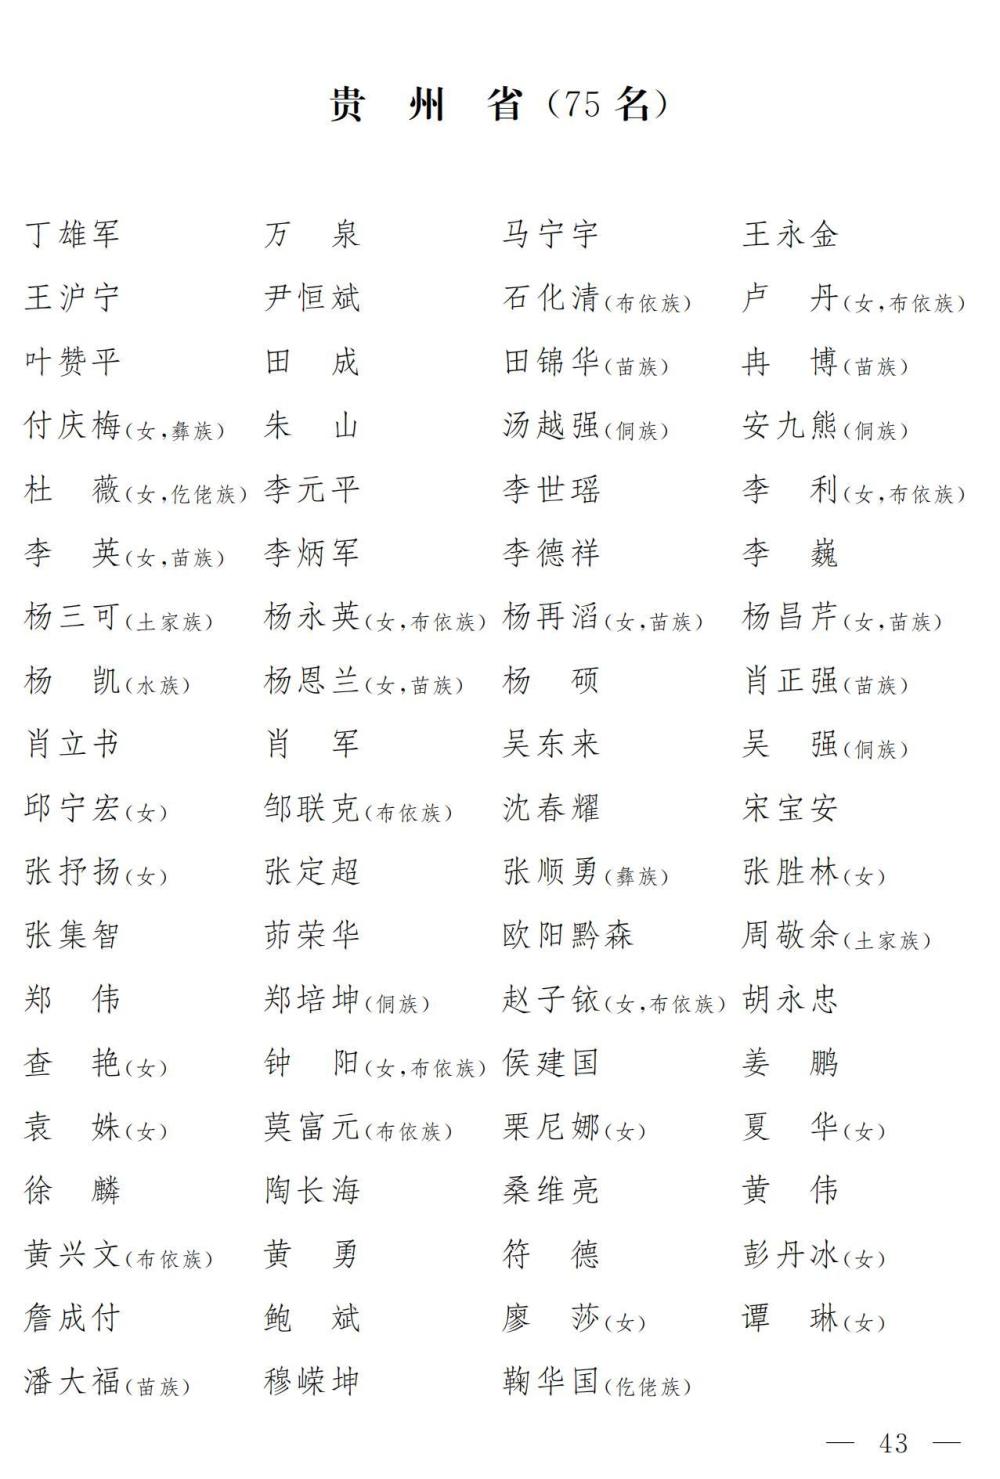 贵 州 省（75 名）
丁雄军 万 泉 马宁宇 王永金
王沪宁 尹恒斌 石化清（布依族） 卢 丹（女，布依族）
叶赞平 田 成 田锦华（苗族） 冉 博（苗族）
付庆梅（女，彝族） 朱 山 汤越强（侗族） 安九熊（侗族）
杜 薇（女，仡佬族） 李元平 李世瑶 李 利（女，布依族）
李 英（女，苗族） 李炳军 李德祥 李 巍
杨三可（土家族） 杨永英（女，布依族） 杨再滔（女，苗族） 杨昌芹（女，苗族）
杨 凯（水族） 杨恩兰（女，苗族） 杨 硕 肖正强（苗族）
肖立书 肖 军 吴东来 吴 强（侗族）
邱宁宏（女） 邹联克（布依族） 沈春耀 宋宝安
张抒扬（女） 张定超 张顺勇（彝族） 张胜林（女）
张集智 茆荣华 欧阳黔森 周敬余（土家族）
郑 伟 郑培坤（侗族） 赵子铱（女，布依族） 胡永忠
查 艳（女） 钟 阳（女，布依族） 侯建国 姜 鹏
袁 姝（女） 莫富元（布依族） 栗尼娜（女） 夏 华（女）
徐 麟 陶长海 桑维亮 黄 伟
黄兴文（布依族） 黄 勇 符 德 彭丹冰（女）
詹成付 鲍 斌 廖 莎（女） 谭 琳（女）
潘大福（苗族） 穆嵘坤 鞠华国（仡佬族）
— 43 —